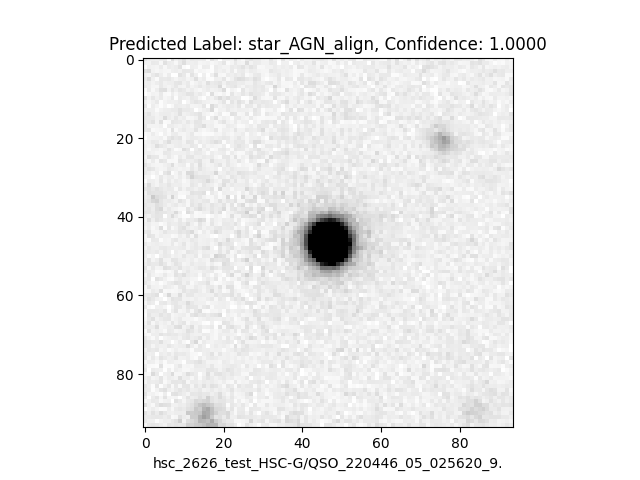 Predicted Label: star_AGN_align, Confidence: 1.0000
0
20
40
60
80
0 20 40 60 80
hsc_2626_test_HSC-G/QSO_220446_05_025620_9.